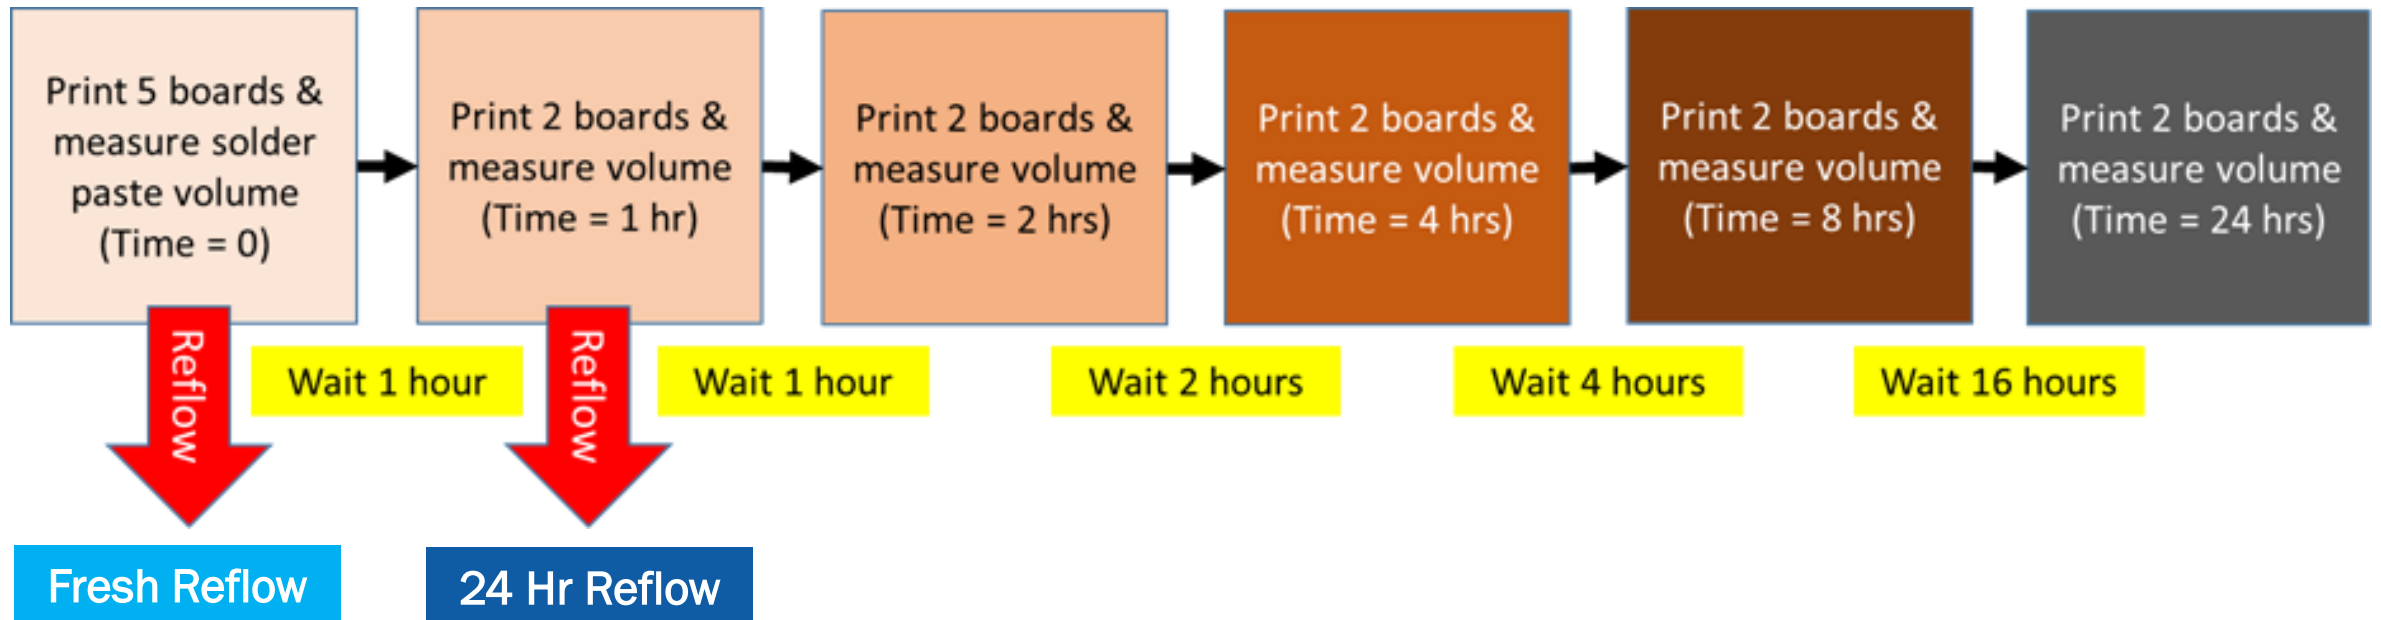 Print 5 boards &
measure solder
paste volume
(Time = 0)
Print 2 boards &
measure volume
(Time = 1 hr)
Print 2 boards &
measure volume
(Time = 2 hrs)
Print 2 boards &
measure volume
(Time = 4 hrs)
Print 2 boards &
measure volume
(Time = 8 hrs)
Print 2 boards &
measure volume
(Time = 24 hrs)
Reflow
Wait 1 hour
Reflow
Wait 1 hour
Wait 2 hours
Wait 4 hours
Wait 16 hours
Fresh Reflow
24 Hr Reflow